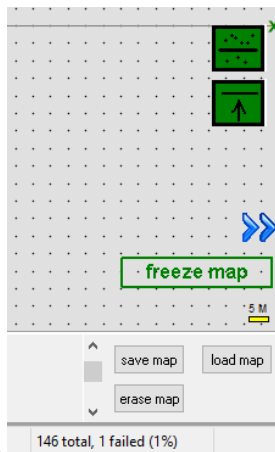 freeze map
5 M
save map
load map
erase map
146 total, 1 failed (1%)